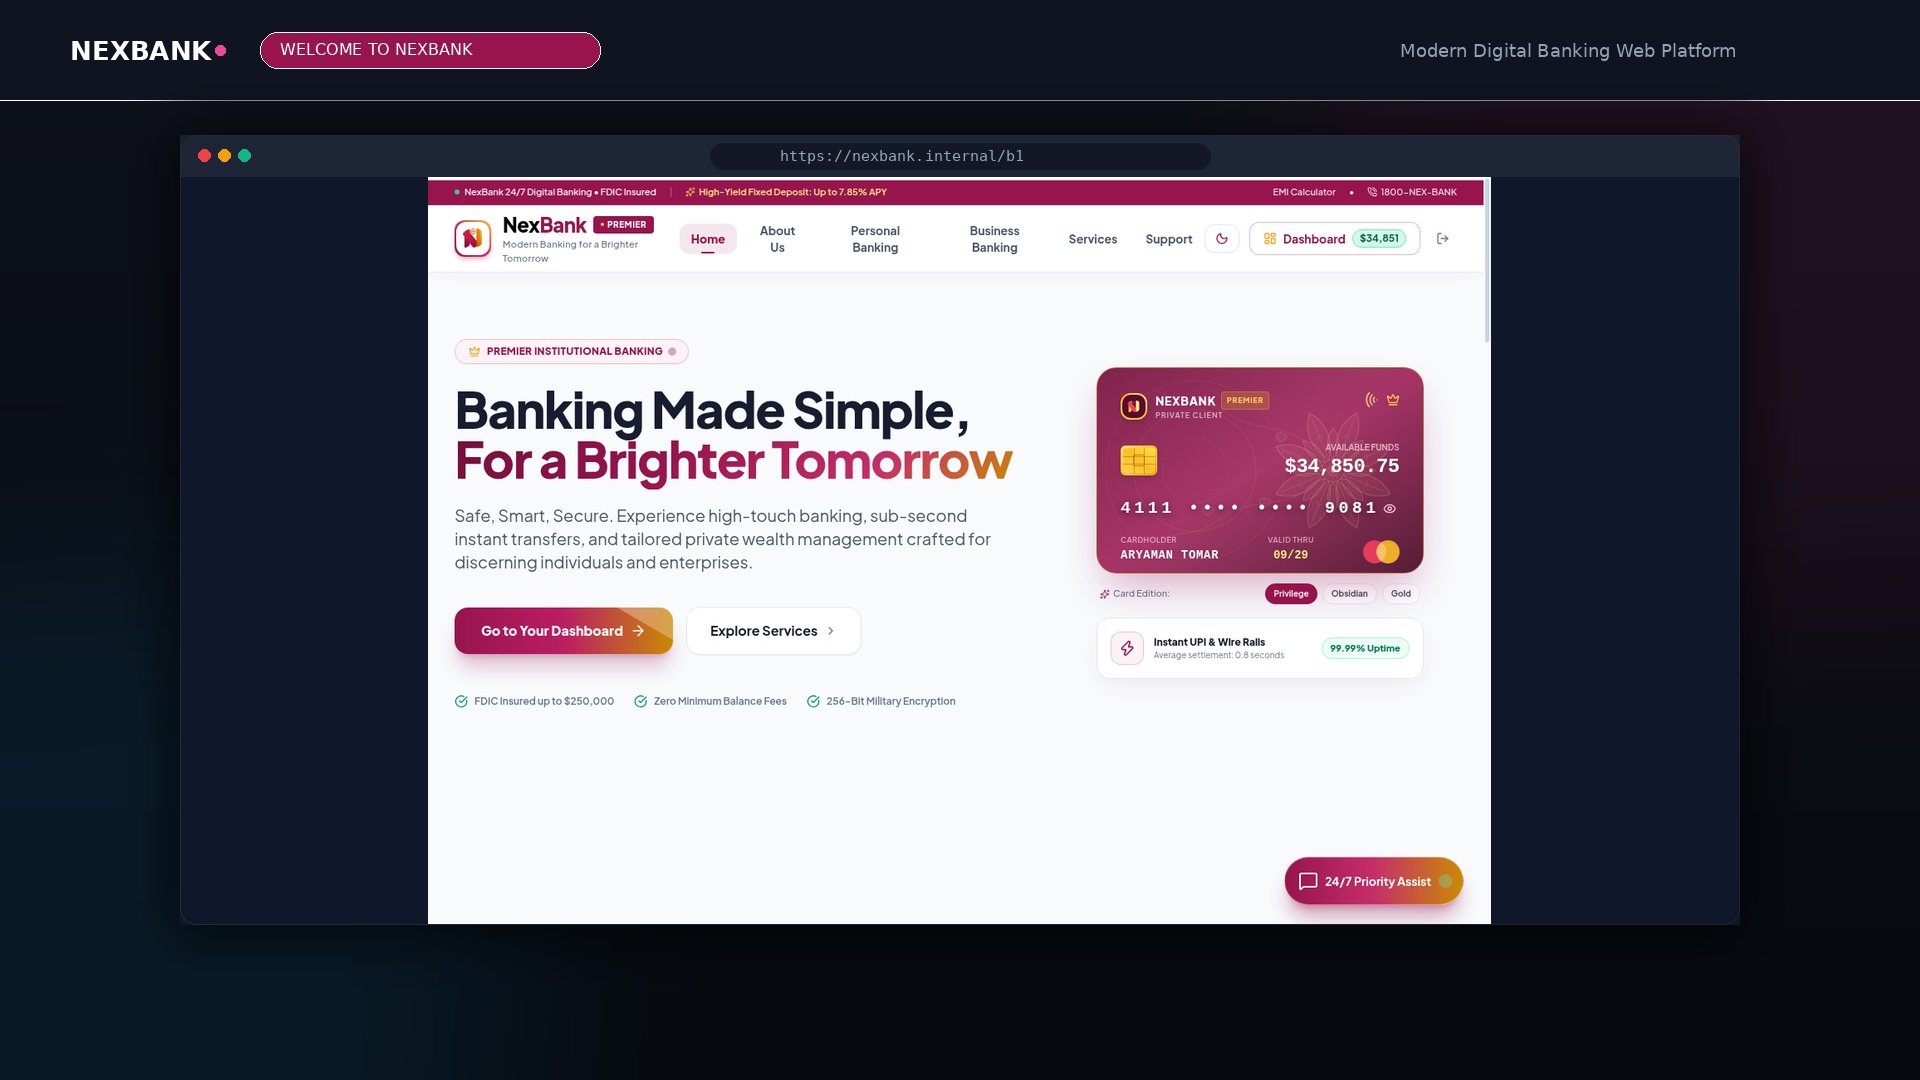 NEXBANK
WELCOME TO NEXBANK
Modern Digital Banking Web Platform
https://nexbank.internal/b1
NexBank 24/7 Digital Banking • FDIC Insured
High-Yield Fixed Deposit: Up to 7.85% APY
EMI Calculator • 1800-NEX-BANK
NexBank
• PREMIER
Modern Banking for a Brighter
Tomorrow
Home
About
Us
Personal
Banking
Business
Banking
Services
Support
Dashboard
$34,851
PREMIER INSTITUTIONAL BANKING
Banking Made Simple,
For a Brighter Tomorrow
Safe, Smart, Secure. Experience high-touch banking, sub-second
instant transfers, and tailored private wealth management crafted for
discerning individuals and enterprises.
Go to Your Dashboard
Explore Services
FDIC Insured up to $250,000
Zero Minimum Balance Fees
256-Bit Military Encryption
NEXBANK
PREMIER
PRIVATE CLIENT
AVAILABLE FUNDS
$34,850.75
4111 •••• •••• 9081
CARDHOLDER
ARYAMAN TOMAR
VALID THRU
09/29
Card Edition:
Privilege
Obsidian
Gold
Instant UPI & Wire Rails
Average settlement: 0.8 seconds
99.99% Uptime
24/7 Priority Assist